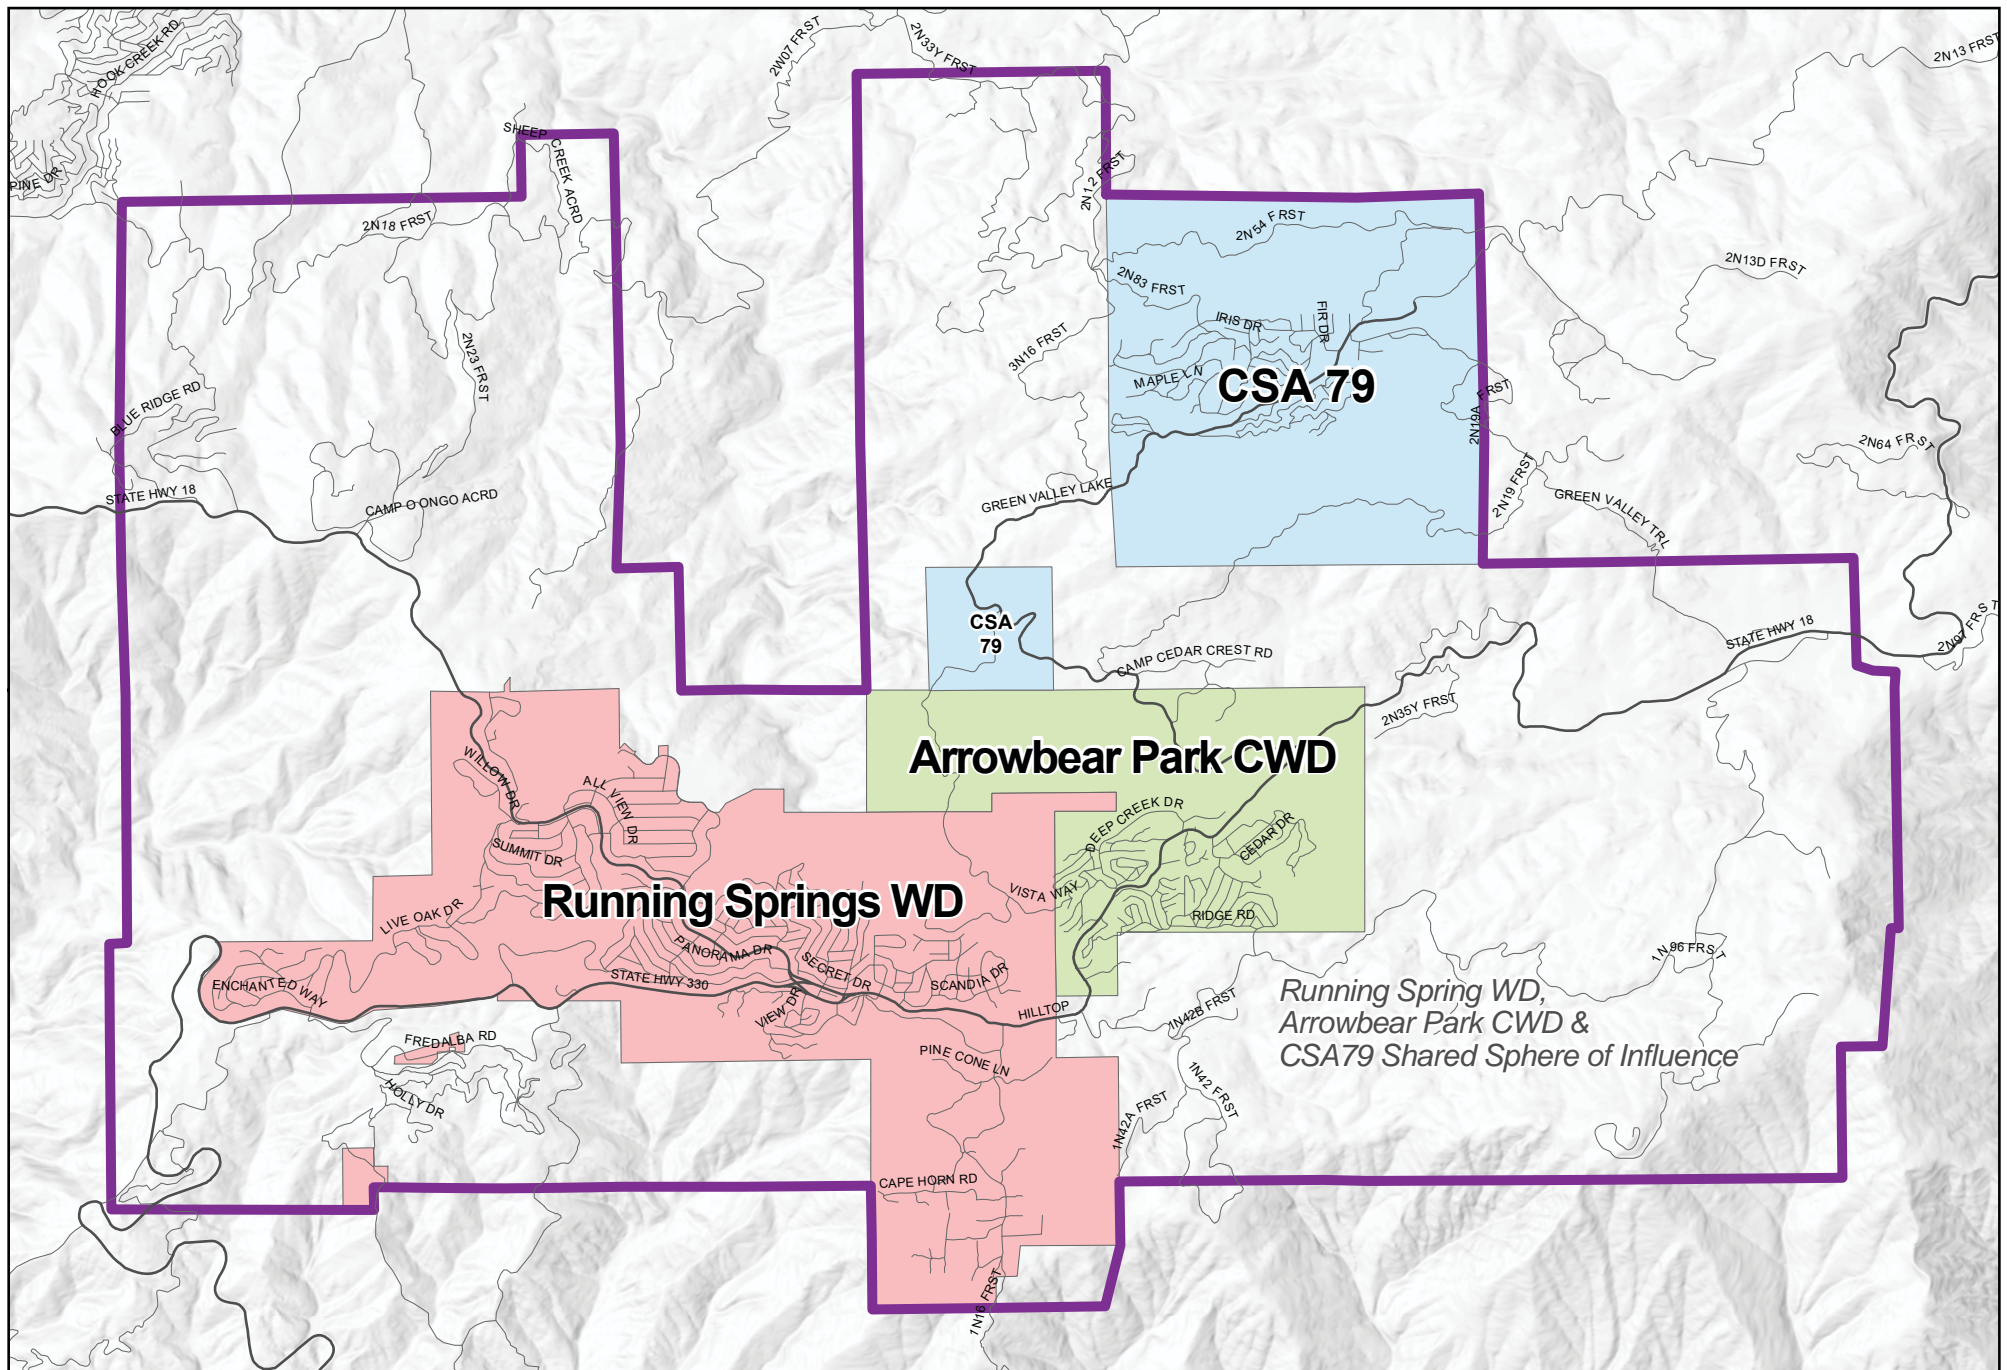 HOOK CREEK RD
PINE DR
SHEEP CREEK ACRD
2W07 FRST
2N33Y FRST
2N13 FRST
2N12 FRST
2N18 FRST
2N54 FRST
2N13D FRST
2N83 FRST
IRIS DR
FIR DR
3N16 FRST
2N23 FRST
MAPLE LN
CSA 79
2N19A FRST
BLUE RIDGE RD
2N64 FRST
STATE HWY 18
CAMP O ONGO ACRD
GREEN VALLEY LAKE
2N19 FRST
GREEN VALLEY TRL
CSA
79
CAMP CEDAR CREST RD
STATE HWY 18
2N97 FRST
2N35Y FRST
Arrowbear Park CWD
WILLOW DR
ALL VIEW DR
DEEP CREEK DR
CEDAR DR
SUMMIT DR
Running Springs WD
VISTA WAY
LIVE OAK DR
RIDGE RD
PANORAMA DR
SECRET DR
SCANDIA DR
1N96 FRST
ENCHANTED WAY
STATE HWY 330
VIEW DR
HILLTOP
1N42B FRST
Running Spring WD,
Arrowbear Park CWD &
CSA79 Shared Sphere of Influence
FREDALBA RD
PINE CONE LN
HOLLY DR
1N42 FRST
1N42A FRST
CAPE HORN RD
1N16 FRST